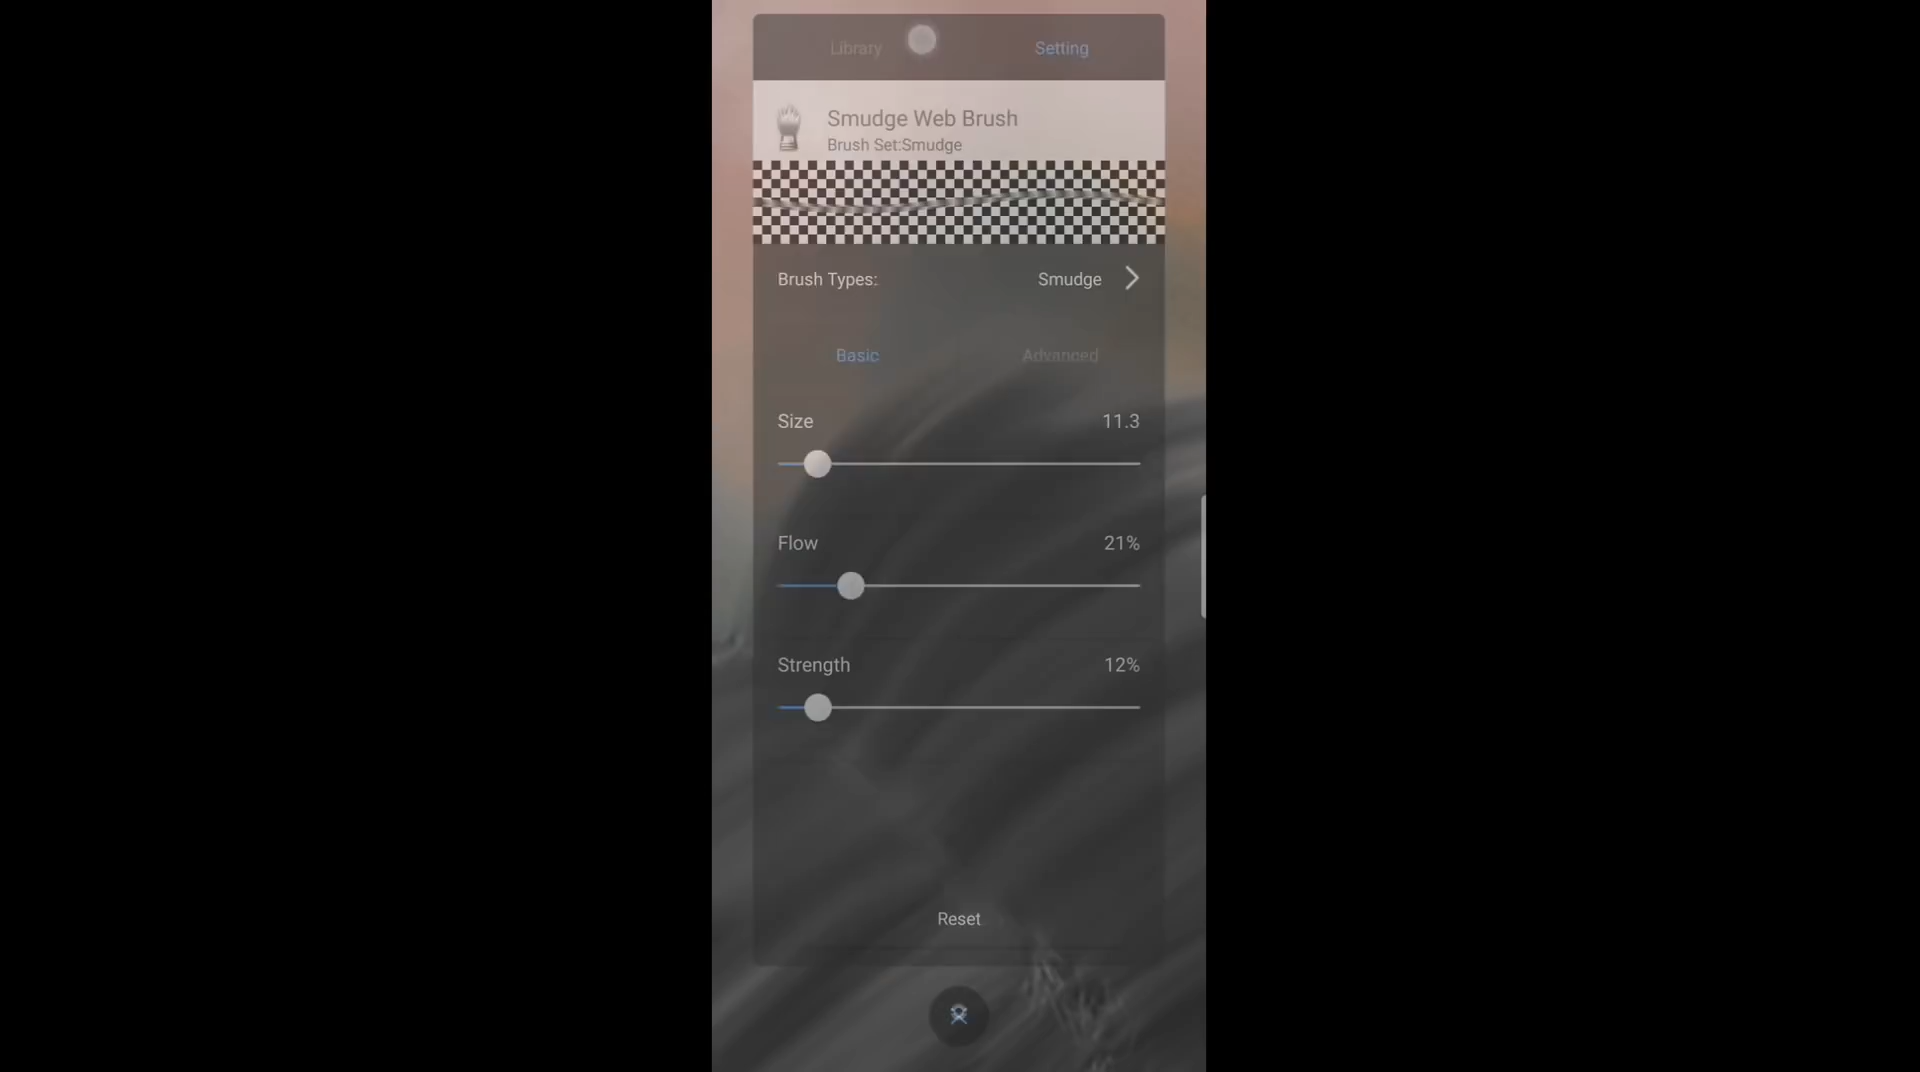 Library
Setting
Smudge Web Brush
Brush Set:Smudge
Brush Types:
Smudge
Basic
Advanced
Size
11.3
Flow
21%
Strength
12%
Reset